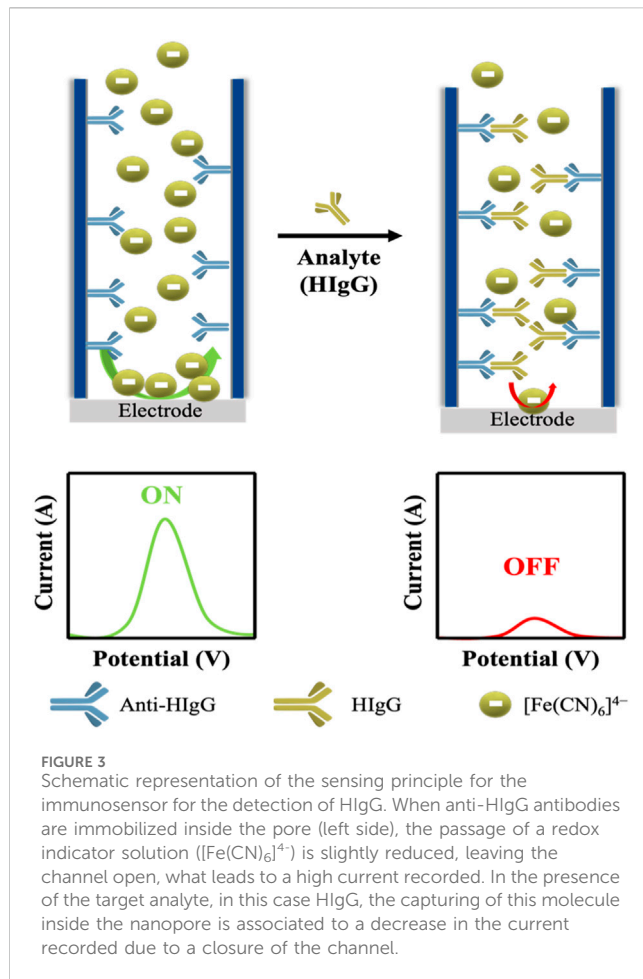 Analyte
(HIgG)
Electrode
Electrode
Current (A)
ON
Potential (V)
Current (A)
OFF
Potential (V)
Anti-HIgG
HIgG
[Fe(CN)₆]⁴⁻
FIGURE 3
Schematic representation of the sensing principle for the
immunosensor for the detection of HIgG. When anti-HIgG antibodies
are immobilized inside the pore (left side), the passage of a redox
indicator solution ([Fe(CN)₆]⁴⁻) is slightly reduced, leaving the
channel open, what leads to a high current recorded. In the presence
of the target analyte, in this case HIgG, the capturing of this molecule
inside the nanopore is associated to a decrease in the current
recorded due to a closure of the channel.